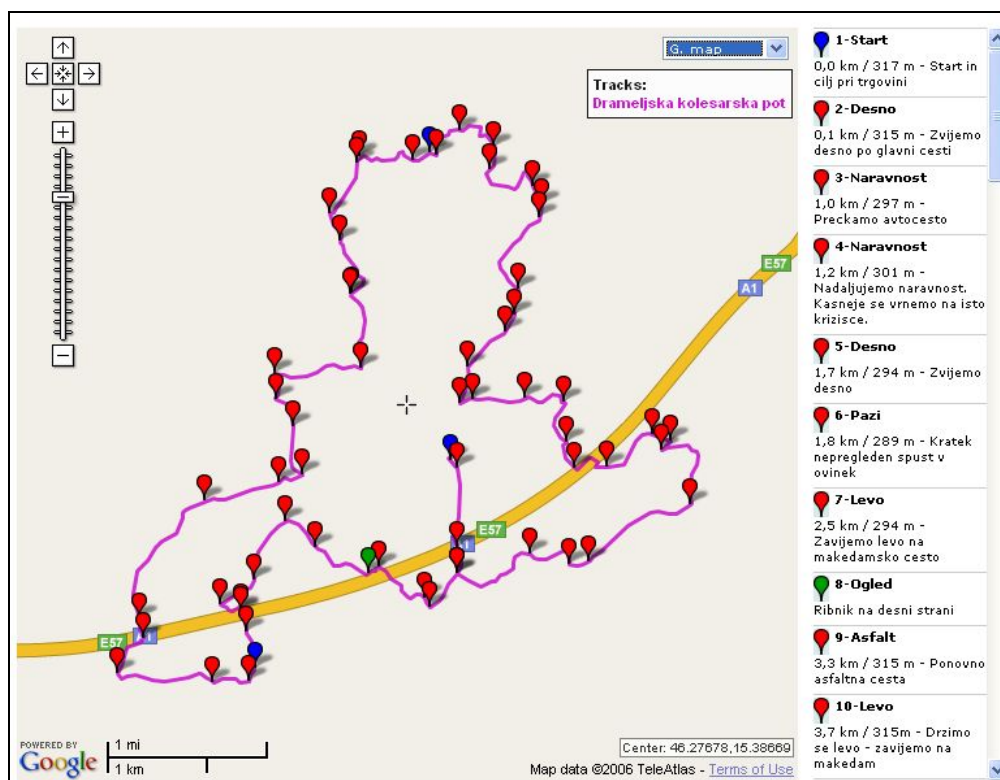 G. map
Tracks:
Drameljska kolesarska pot
E57
A1
E57
A1
E57
A1
POWERED BY
Google
1 mi
1 km
Center: 46.27678,15.38669
Map data ©2006 TeleAtlas - Terms of Use
1-Start
0,0 km / 317 m - Start in
cilj pri trgovini
2-Desno
0,1 km / 315 m - Zvijemo
desno po glavni cesti
3-Naravnost
1,0 km / 297 m -
Preckamo avtocesto
4-Naravnost
1,2 km / 301 m -
Nadaljujemo naravnost.
Kasneje se vrnemo na isto
krizisce.
5-Desno
1,7 km / 294 m - Zvijemo
desno
6-Pazi
1,8 km / 289 m - Kratek
nepregleden spust v
ovinek
7-Levo
2,5 km / 294 m -
Zavijemo levo na
makedamsko cesto
8-Ogled
Ribnik na desni strani
9-Asfalt
3,3 km / 315 m - Ponovno
asfaltna cesta
10-Levo
3,7 km / 315m - Drzimo
se levo - zavijemo na
makedam